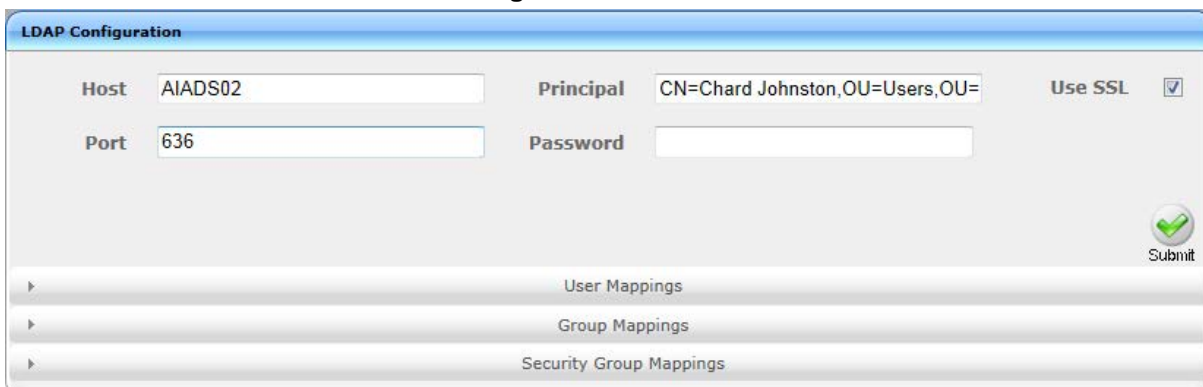 LDAP Configuration
Host AIADS02 Principal CN=Chard Johnston,OU=Users,OU= Use SSL
Port 636 Password
Submit
User Mappings
Group Mappings
Security Group Mappings